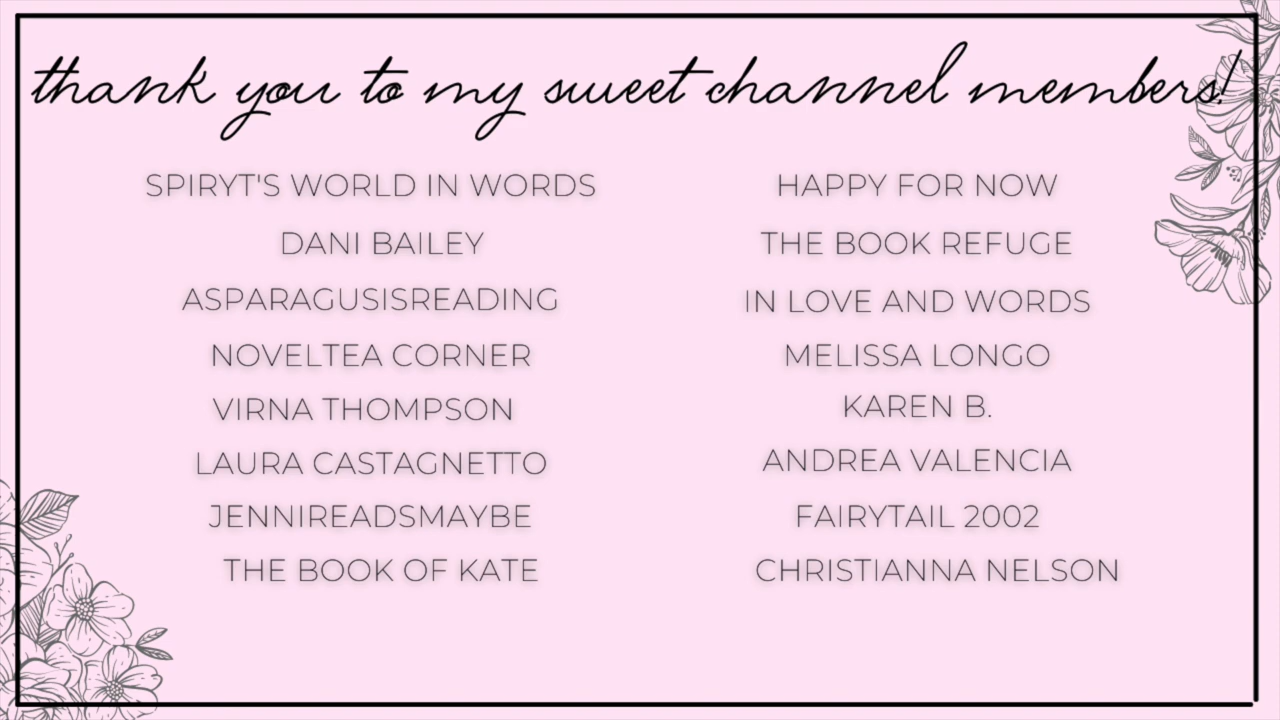 thank you to my sweet channel members!
SPIRYT'S WORLD IN WORDS
DANI BAILEY
ASPARAGUSISREADING
NOVELTEA CORNER
VIRNA THOMPSON
LAURA CASTAGNETTO
JENNIREADSMAYBE
THE BOOK OF KATE
HAPPY FOR NOW
THE BOOK REFUGE
IN LOVE AND WORDS
MELISSA LONGO
KAREN B.
ANDREA VALENCIA
FAIRYTAIL 2002
CHRISTIANNA NELSON